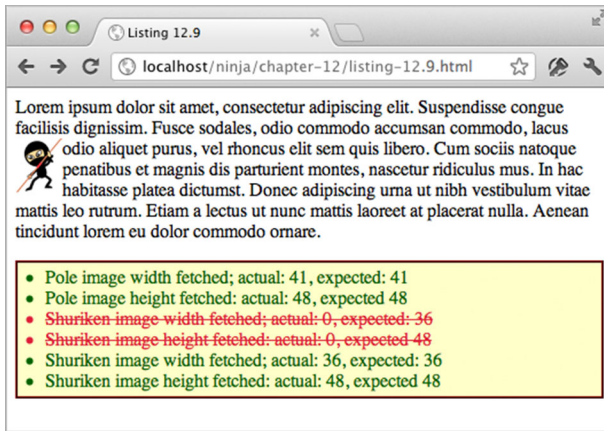 Listing 12.9
localhost/ninja/chapter-12/listing-12.9.html
Lorem ipsum dolor sit amet, consectetur adipiscing elit. Suspendisse congue
facilisis dignissim. Fusce sodales, odio commodo accumsan commodo, lacus
odio aliquet purus, vel rhoncus elit sem quis libero. Cum sociis natoque
penatibus et magnis dis parturient montes, nascetur ridiculus mus. In hac
habitasse platea dictumst. Donec adipiscing urna ut nibh vestibulum vitae
mattis leo rutrum. Etiam a lectus ut nunc mattis laoreet at placerat nulla. Aenean
tincidunt lorem eu dolor commodo ornare.
• Pole image width fetched; actual: 41, expected: 41
• Pole image height fetched: actual: 48, expected 48
• Shuriken image width fetched; actual: 0, expected: 36
• Shuriken image height fetched: actual: 0, expected 48
• Shuriken image width fetched; actual: 36, expected: 36
• Shuriken image height fetched: actual: 48, expected 48